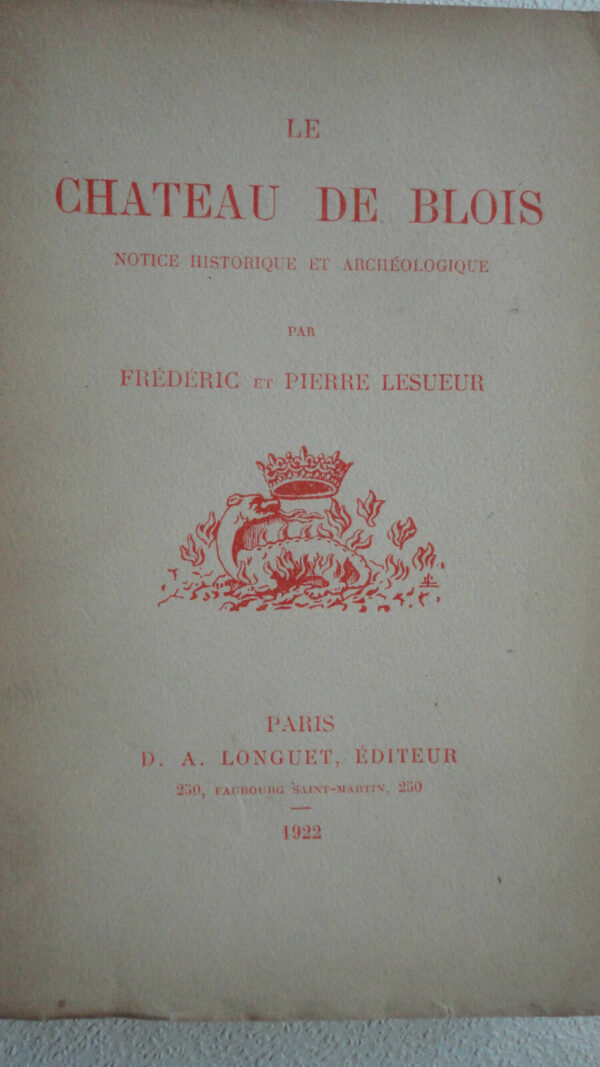 LE
CHATEAU DE BLOIS
NOTICE HISTORIQUE ET ARCHÉOLOGIQUE
PAR
FRÉDÉRIC ET PIERRE LESUEUR
PARIS
D. A. LONGUET, ÉDITEUR
250, FAUBOURG SAINT-MARTIN, 250
1922